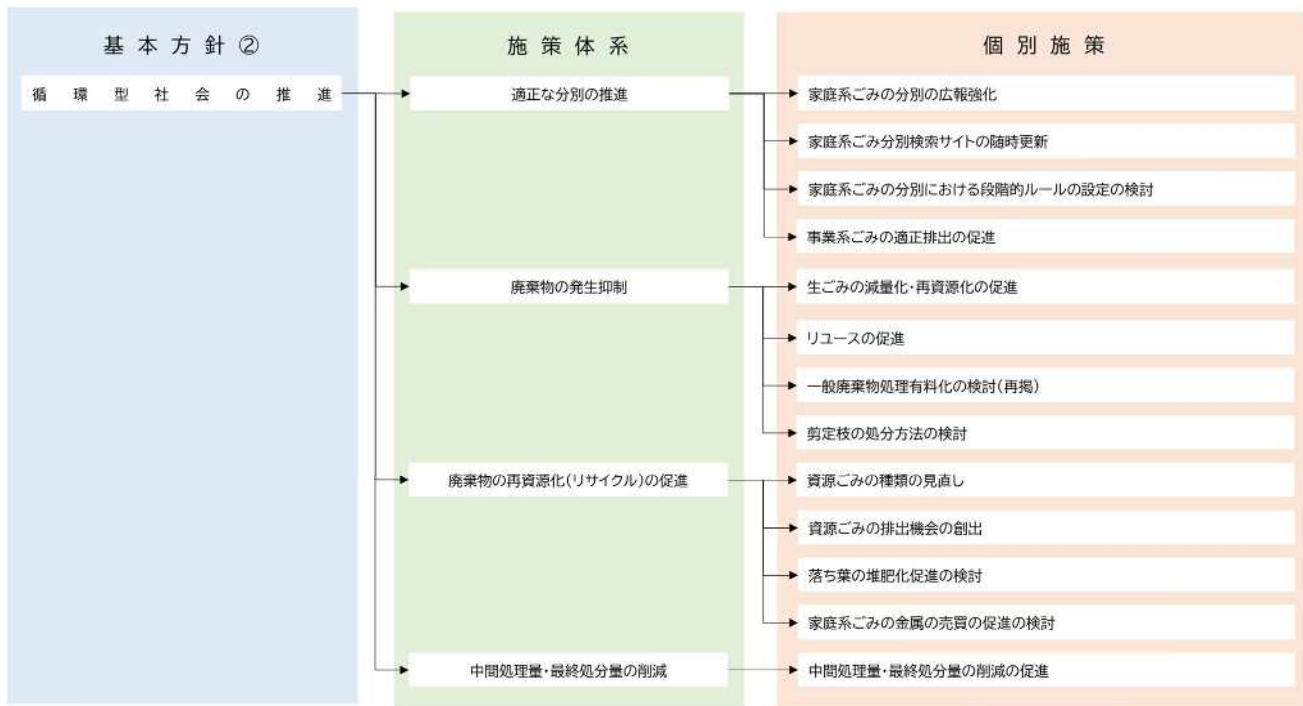 基本方針②
循環型社会の推進
施策体系
適正な分別の推進
廃棄物の発生抑制
廃棄物の再資源化(リサイクル)の促進
中間処理量・最終処分量の削減
個別施策
家庭系ごみの分別の広報強化
家庭系ごみ分別検索サイトの随時更新
家庭系ごみの分別における段階的ルールの設定の検討
事業系ごみの適正排出の促進
生ごみの減量化・再資源化の促進
リユースの促進
一般廃棄物処理有料化の検討(再掲)
剪定枝の処分方法の検討
資源ごみの種類の見直し
資源ごみの排出機会の創出
落ち葉の堆肥化促進の検討
家庭系ごみの金属の売買の促進の検討
中間処理量・最終処分量の削減の促進